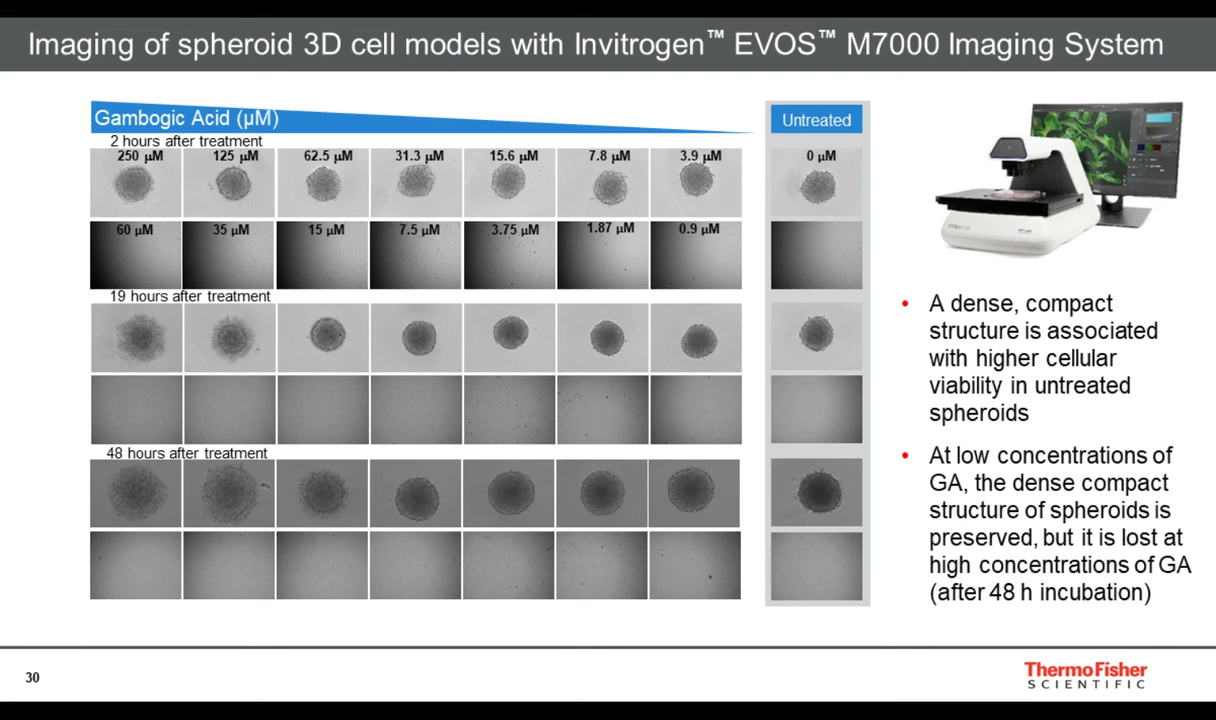 Imaging of spheroid 3D cell models with Invitrogen™ EVOS™ M7000 Imaging System
Gambogic Acid (µM)
Untreated
2 hours after treatment
250 µM 125 µM 62.5 µM 31.3 µM 15.6 µM 7.8 µM 3.9 µM 0 µM
60 µM 35 µM 15 µM 7.5 µM 3.75 µM 1.87 µM 0.9 µM
19 hours after treatment
48 hours after treatment
• A dense, compact
structure is associated
with higher cellular
viability in untreated
spheroids
• At low concentrations of
GA, the dense compact
structure of spheroids is
preserved, but it is lost at
high concentrations of GA
(after 48 h incubation)
30
ThermoFisher
SCIENTIFIC